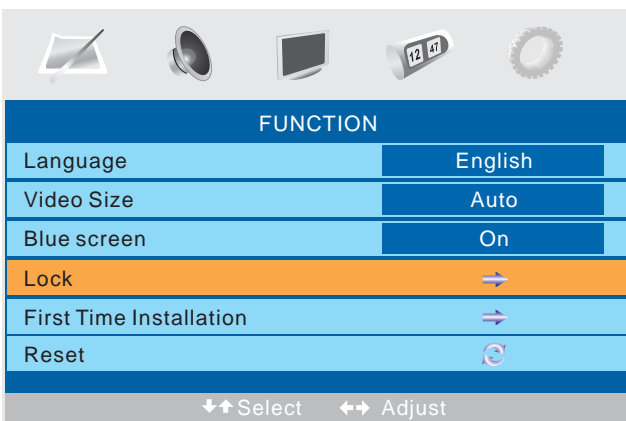 12 47
FUNCTION
Language English
Video Size Auto
Blue screen On
Lock
First Time Installation
Reset
Select Adjust